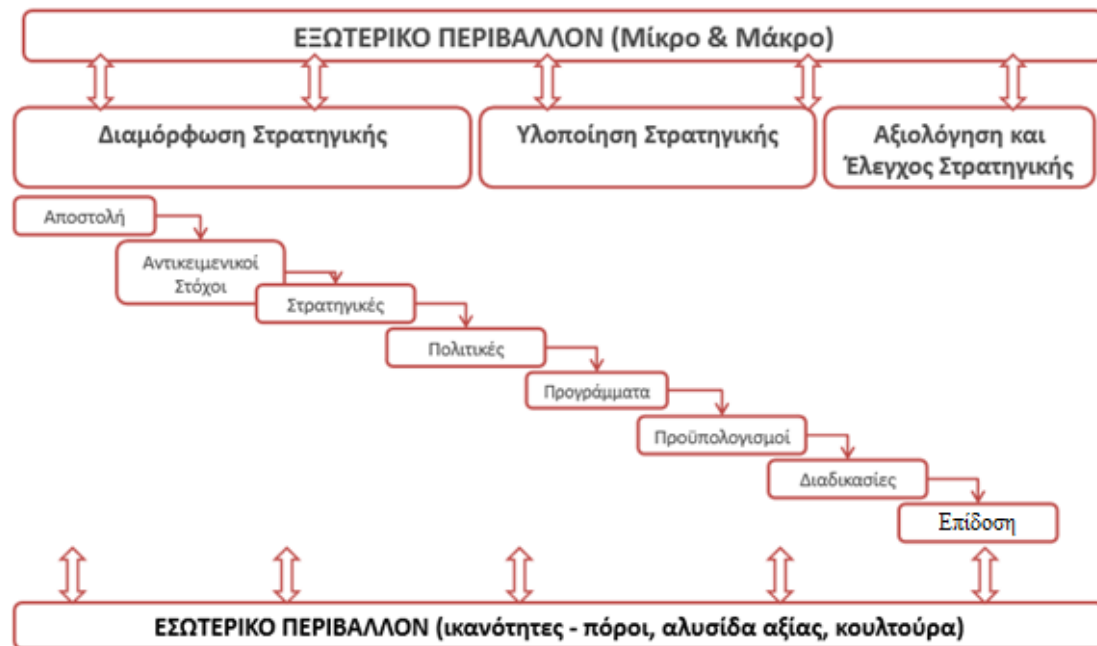 ΕΞΩΤΕΡΙΚΟ ΠΕΡΙΒΑΛΛΟΝ (Μίκρο & Μάκρο)
Διαμόρφωση Στρατηγικής
Υλοποίηση Στρατηγικής
Αξιολόγηση και
Έλεγχος Στρατηγικής
Αποστολή
Αντικειμενικοί
Στόχοι
Στρατηγικές
Πολιτικές
Προγράμματα
Προϋπολογισμοί
Διαδικασίες
Επίδοση
ΕΣΩΤΕΡΙΚΟ ΠΕΡΙΒΑΛΛΟΝ (ικανότητες - πόροι, αλυσίδα αξίας, κουλτούρα)